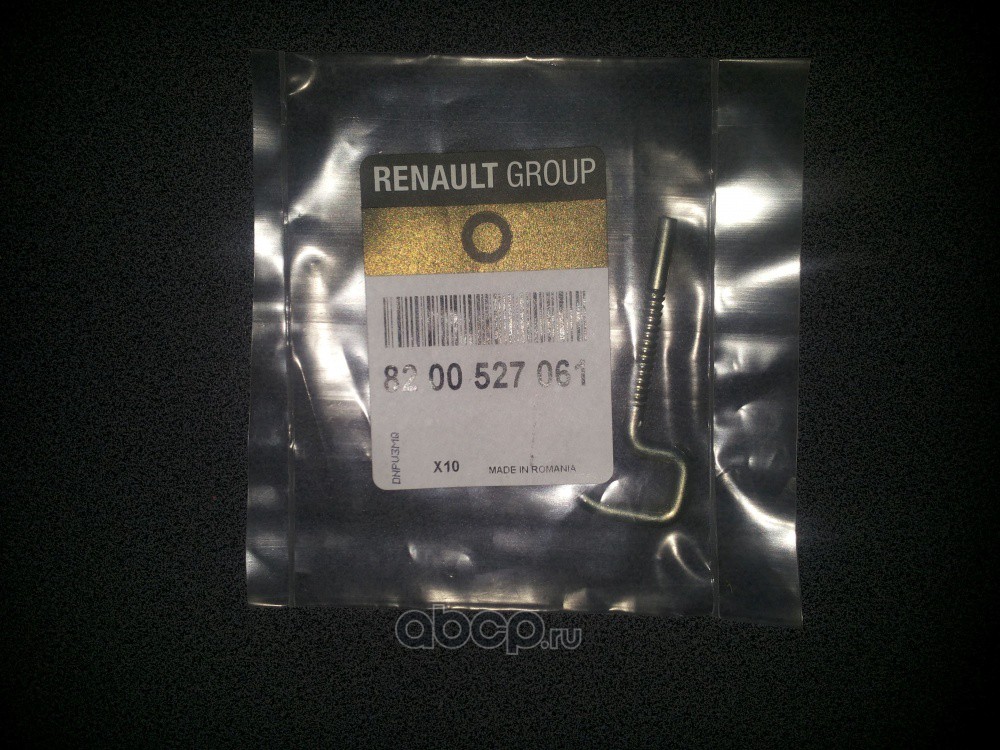 RENAULT GROUP
82 00 527 061
DNPU3MQ
X10 MADE IN ROMANIA
abcp.ru